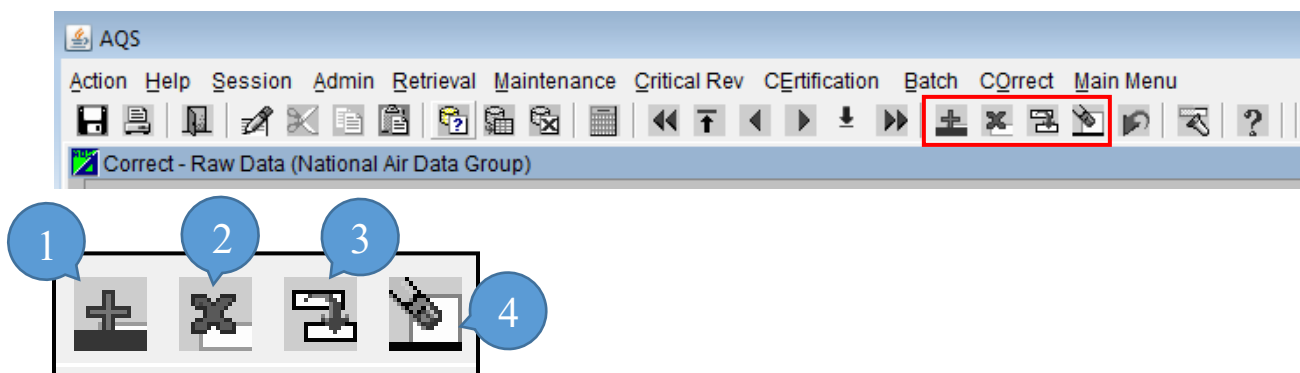 AQS
Action Help Session Admin Retrieval Maintenance Critical Rev CErtification Batch COrrect Main Menu
Correct - Raw Data (National Air Data Group)
1 2 3
4